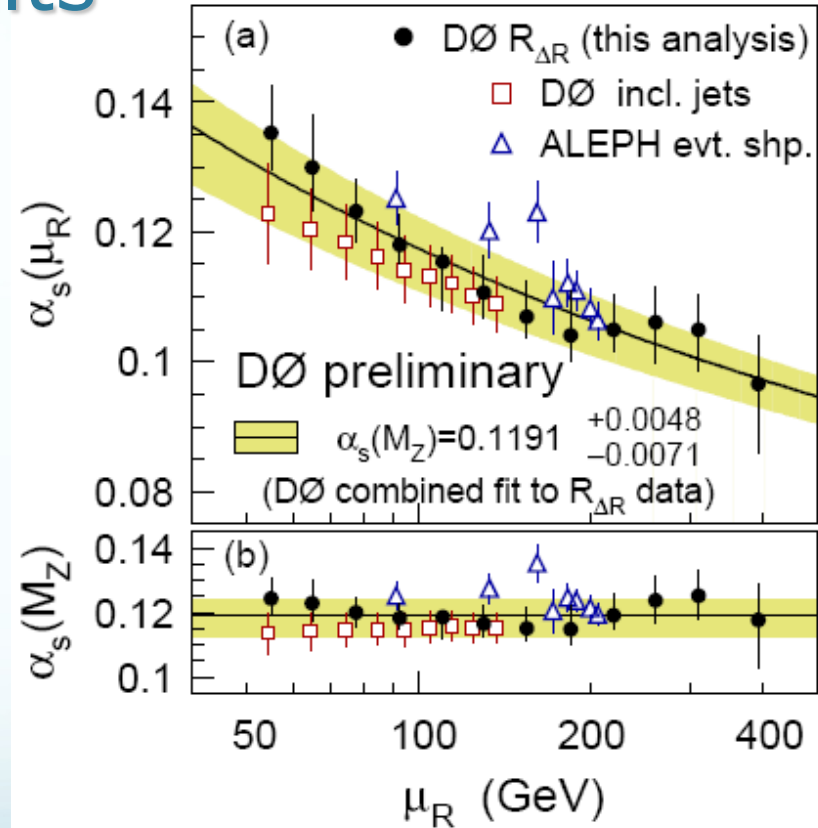 (a)
DØ R_ΔR (this analysis)
DØ incl. jets
ALEPH evt. shp.
α_s(μ_R)
0.14
0.12
0.1
0.08
DØ preliminary
α_s(M_Z)=0.1191 +0.0048 −0.0071
(DØ combined fit to R_ΔR data)
(b)
α_s(M_Z)
0.14
0.12
0.1
50 100 200 400
μ_R (GeV)